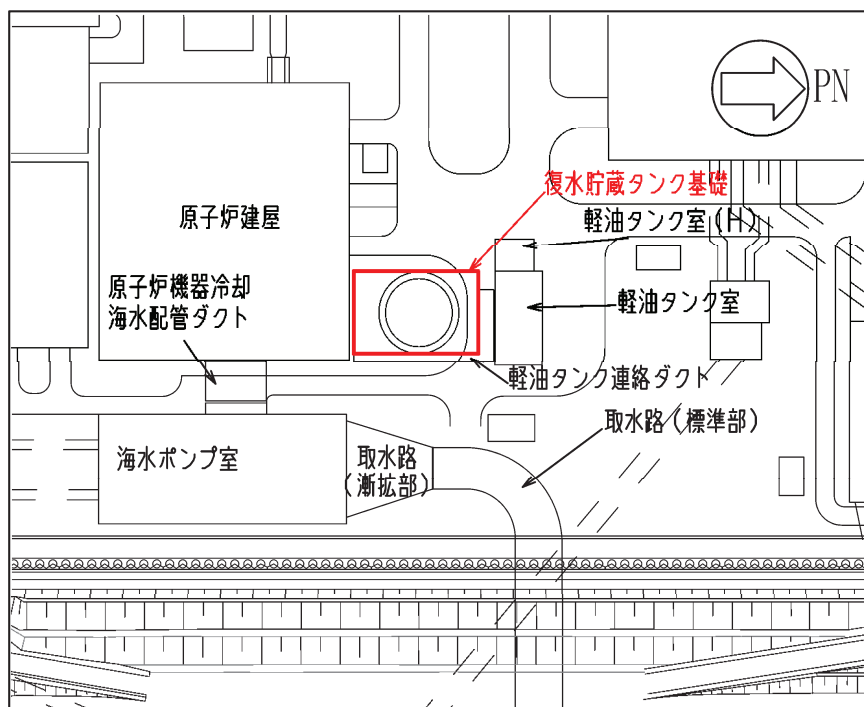 PN
復水貯蔵タンク基礎
原子炉建屋
軽油タンク室(H)
原子炉機器冷却
海水配管ダクト
軽油タンク室
軽油タンク連絡ダクト
取水路(標準部)
海水ポンプ室
取水路
(漸拡部)